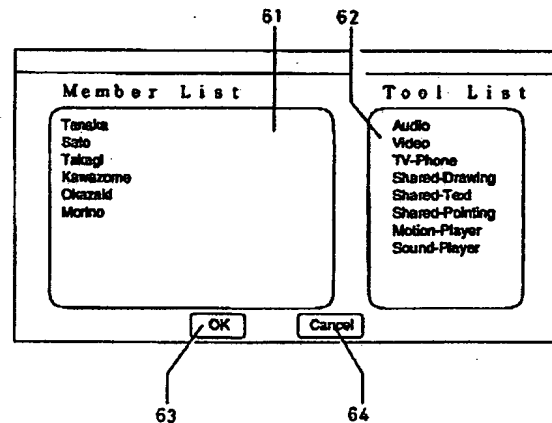 61 62
Member List Tool List
Tanaka
Sato
Takagi
Kawazome
Okazaki
Morino
Audio
Video
TV-Phone
Shared-Drawing
Shared-Text
Shared-Pointing
Motion-Player
Sound-Player
OK Cancel
63 64